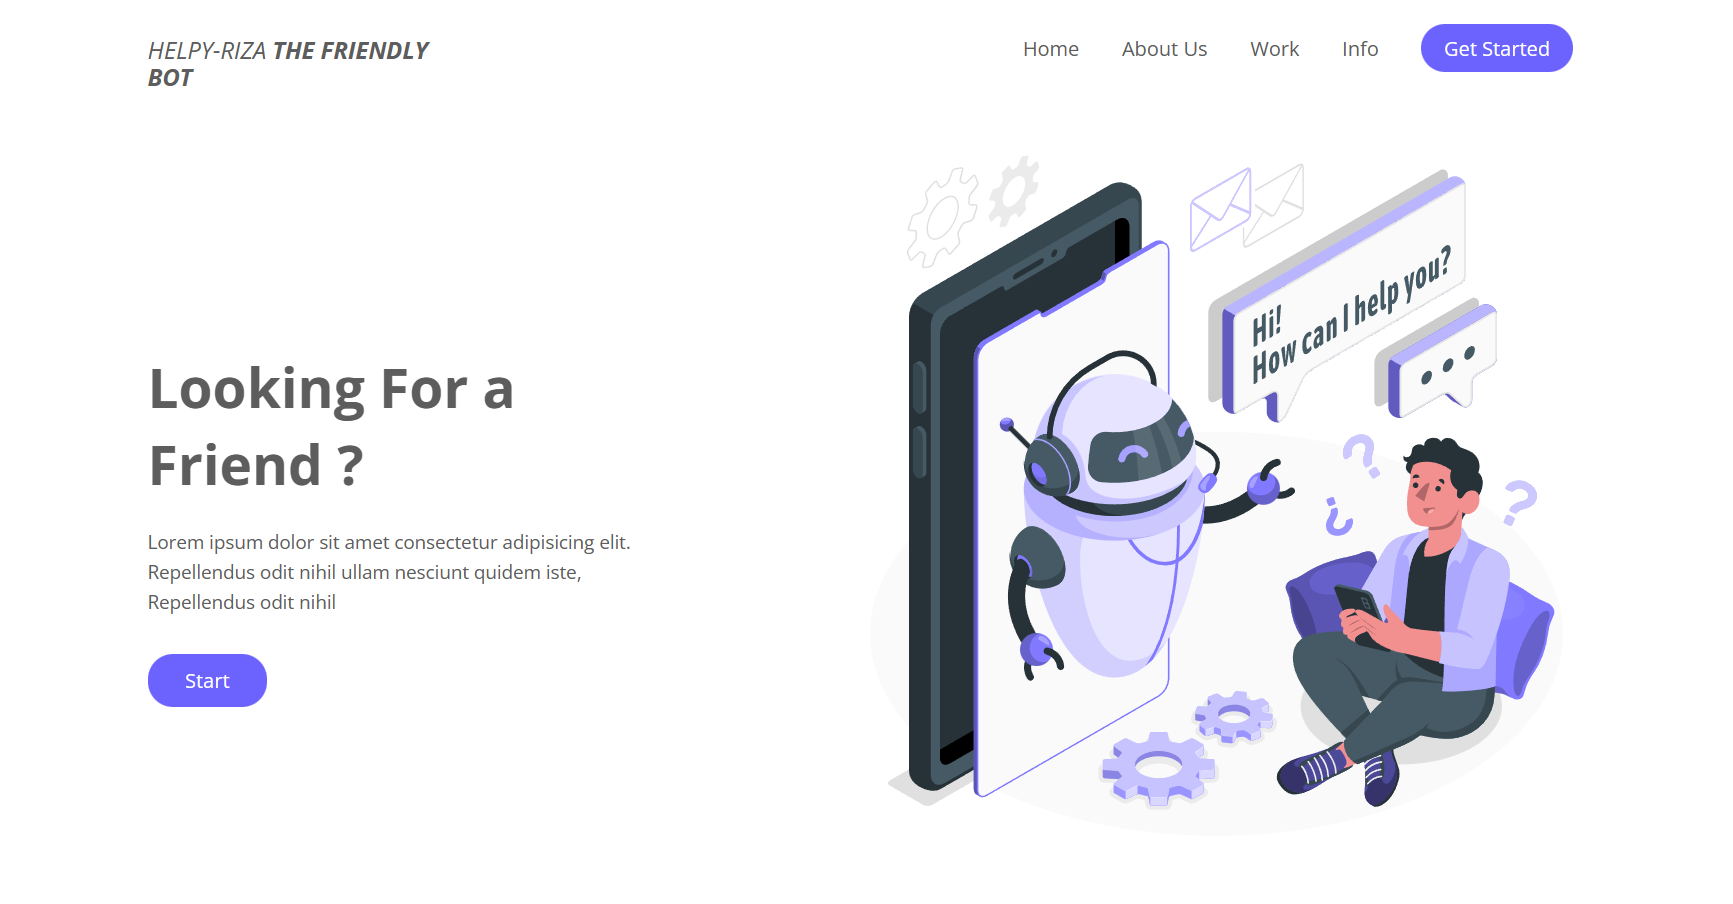 HELPY-RIZA THE FRIENDLY
BOT
Home About Us Work Info Get Started
Hi!
How can I help you?
Looking For a
Friend ?
Lorem ipsum dolor sit amet consectetur adipisicing elit.
Repellendus odit nihil ullam nesciunt quidem iste,
Repellendus odit nihil
Start